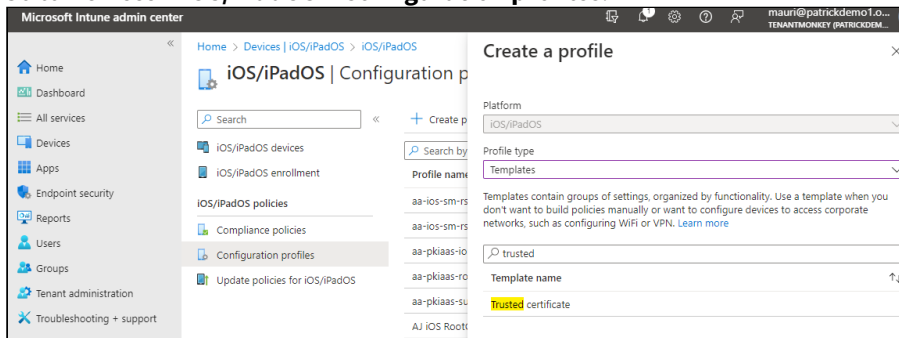 Microsoft Intune admin center
mauri@patrickdemo1.o...
TENANTMONKEY (PATRICKDEM...
Home
Dashboard
All services
Devices
Apps
Endpoint security
Reports
Users
Groups
Tenant administration
Troubleshooting + support
Home > Devices | iOS/iPadOS > iOS/iPadOS
iOS/iPadOS | Configuration p
Search
iOS/iPadOS devices
iOS/iPadOS enrollment
iOS/iPadOS policies
Compliance policies
Configuration profiles
Update policies for iOS/iPadOS
+ Create p
Search by
Profile name
aa-ios-sm-rs
aa-ios-sm-rs
aa-pkiaas-io
aa-pkiaas-ro
aa-pkiaas-su
AJ iOS Root
Create a profile
Platform
iOS/iPadOS
Profile type
Templates
Templates contain groups of settings, organized by functionality. Use a template when you
don't want to build policies manually or want to configure devices to access corporate
networks, such as configuring WiFi or VPN. Learn more
trusted
Template name
Trusted certificate